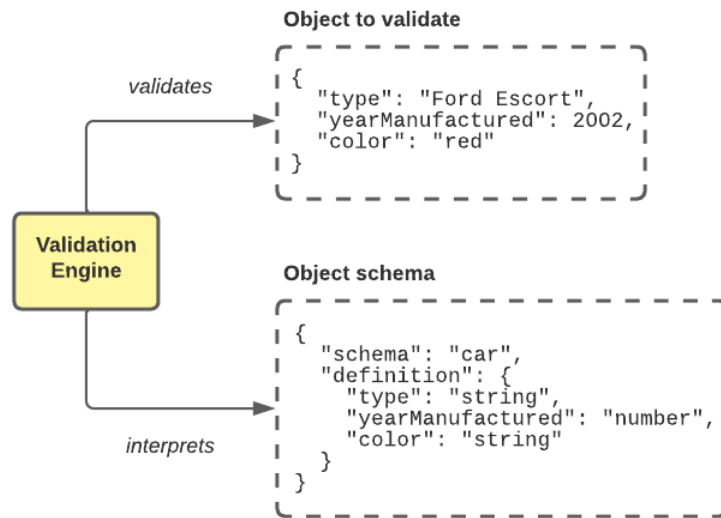 Object to validate
validates
{
"type": "Ford Escort",
"yearManufactured": 2002,
"color": "red"
}
Validation
Engine
Object schema
{
"schema": "car",
"definition": {
"type": "string",
"yearManufactured": "number",
"color": "string"
}
}
interprets